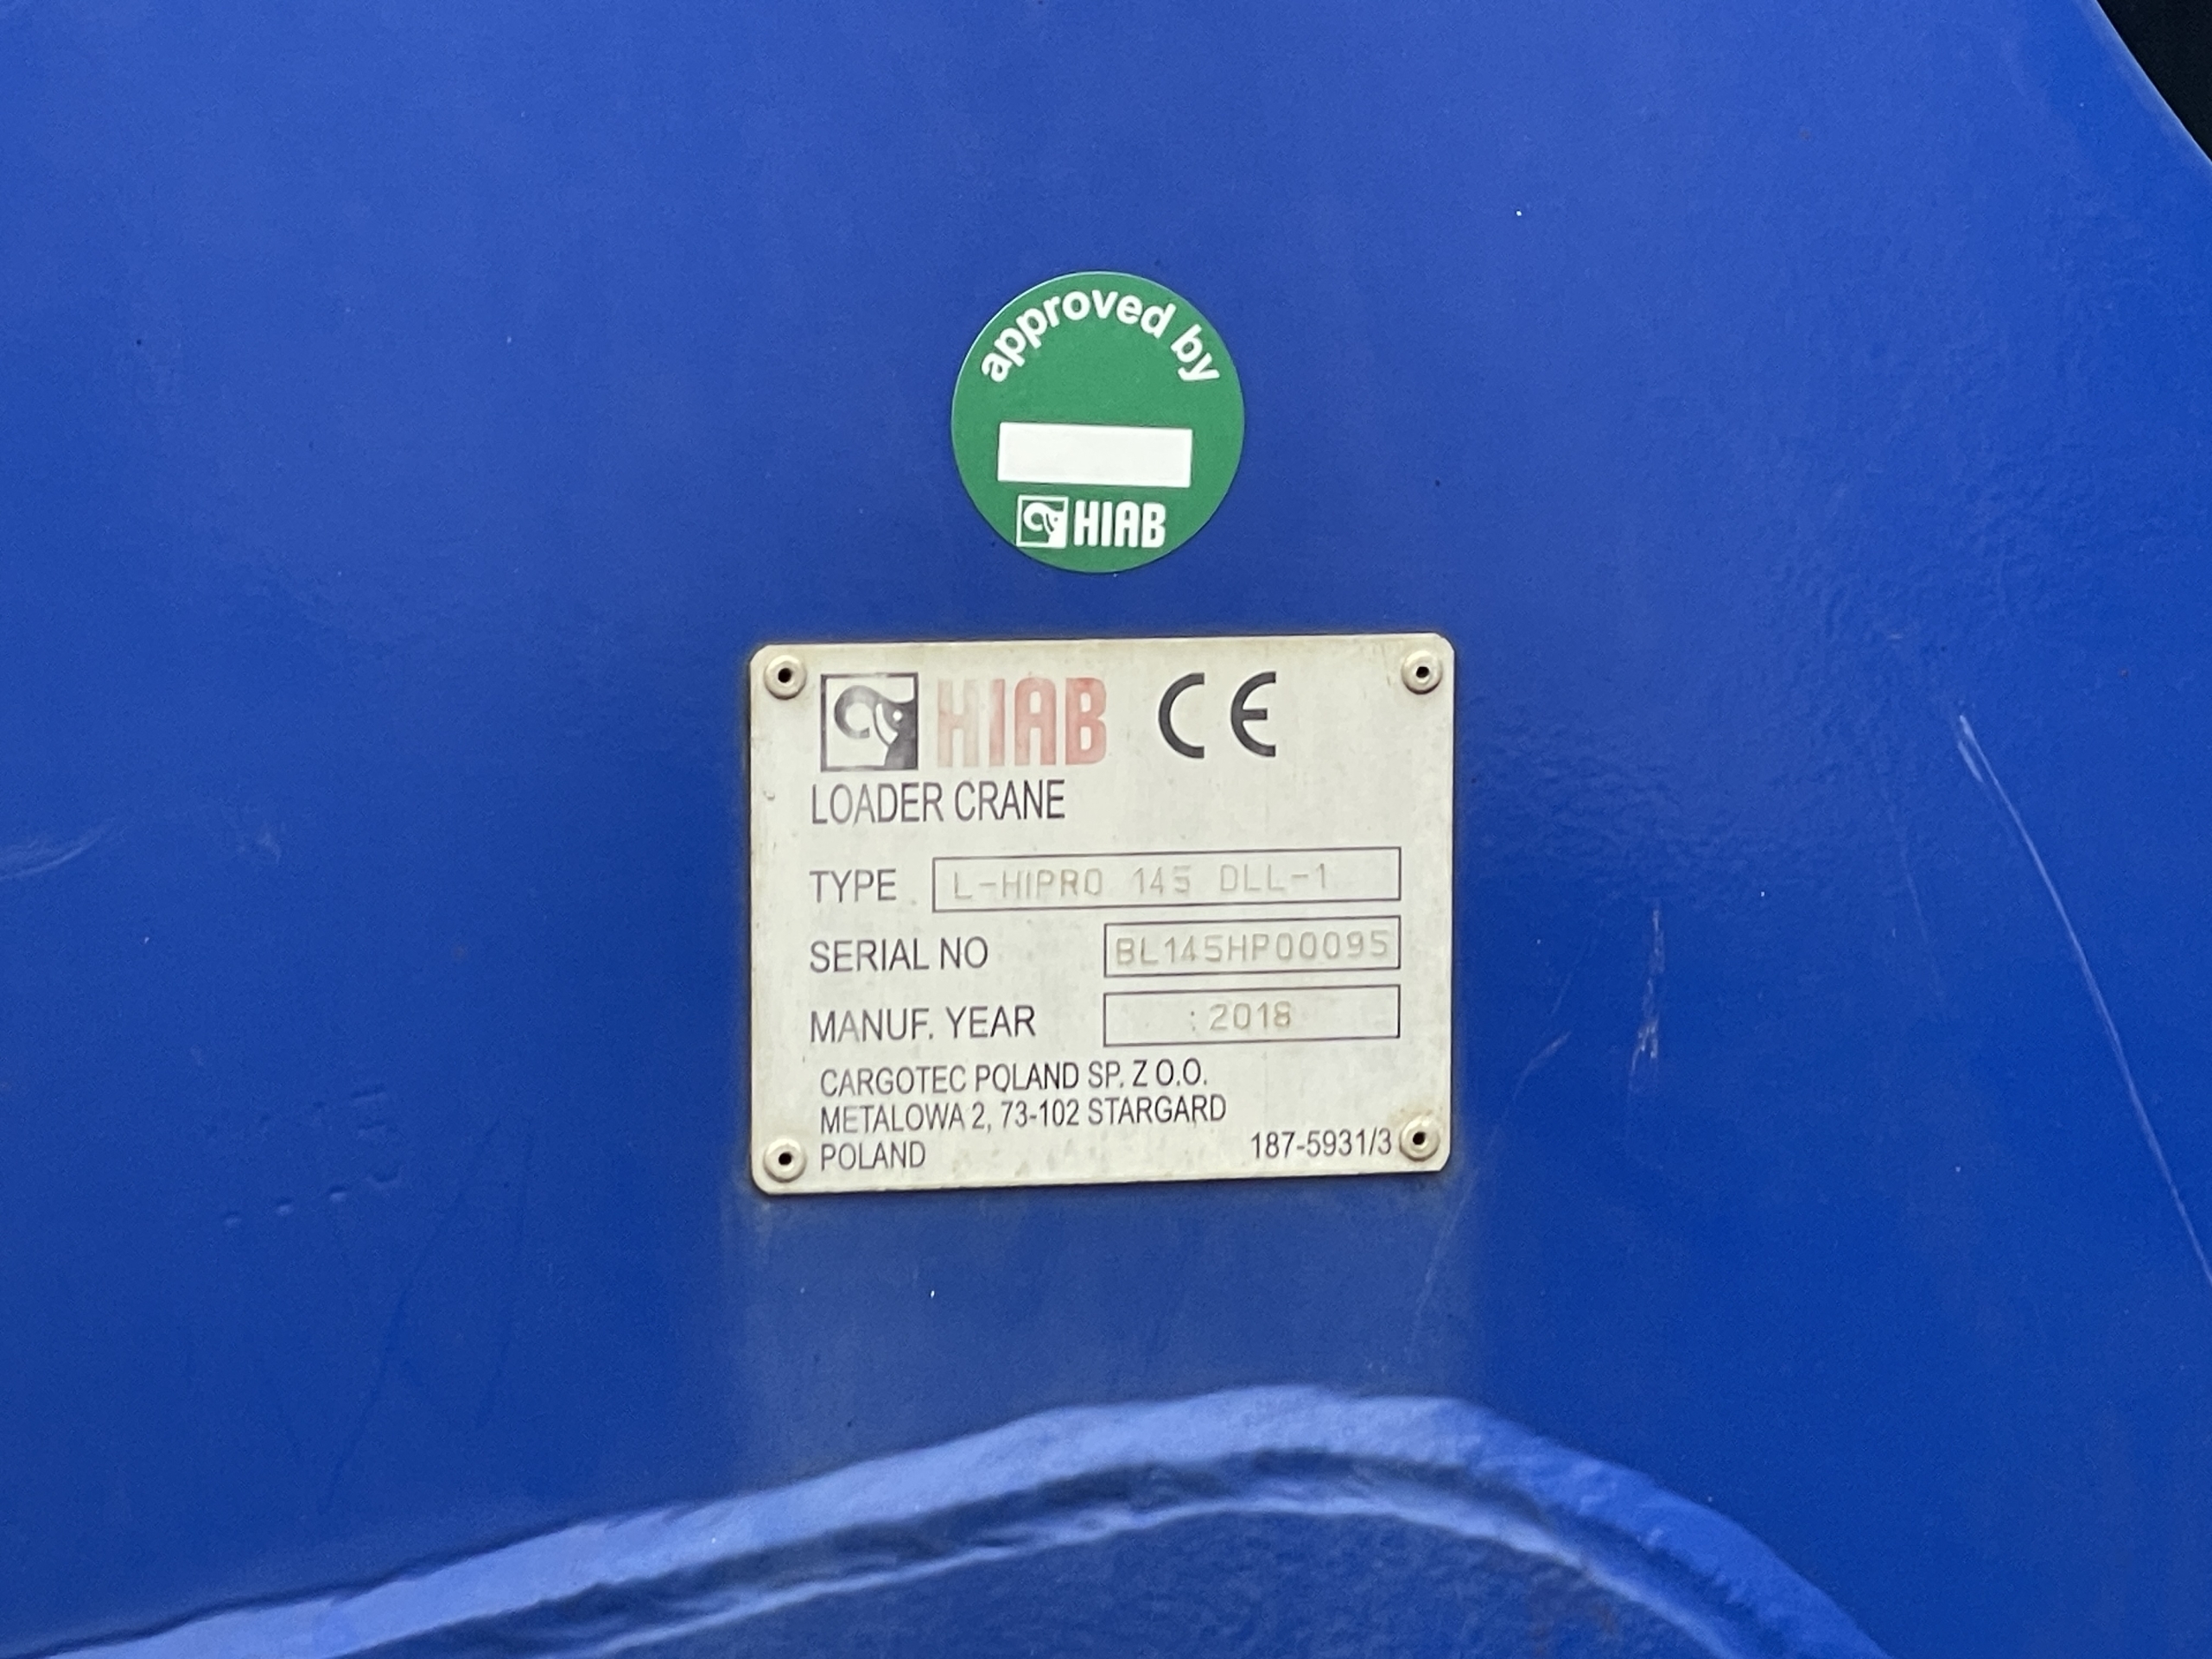 approved by
HIAB
HIAB CE
LOADER CRANE
TYPE L-HIPRO 145 DLL-1
SERIAL NO BL145HP00095
MANUF. YEAR : 2018
CARGOTEC POLAND SP. Z O.O.
METALOWA 2, 73-102 STARGARD
POLAND 187-5931/3